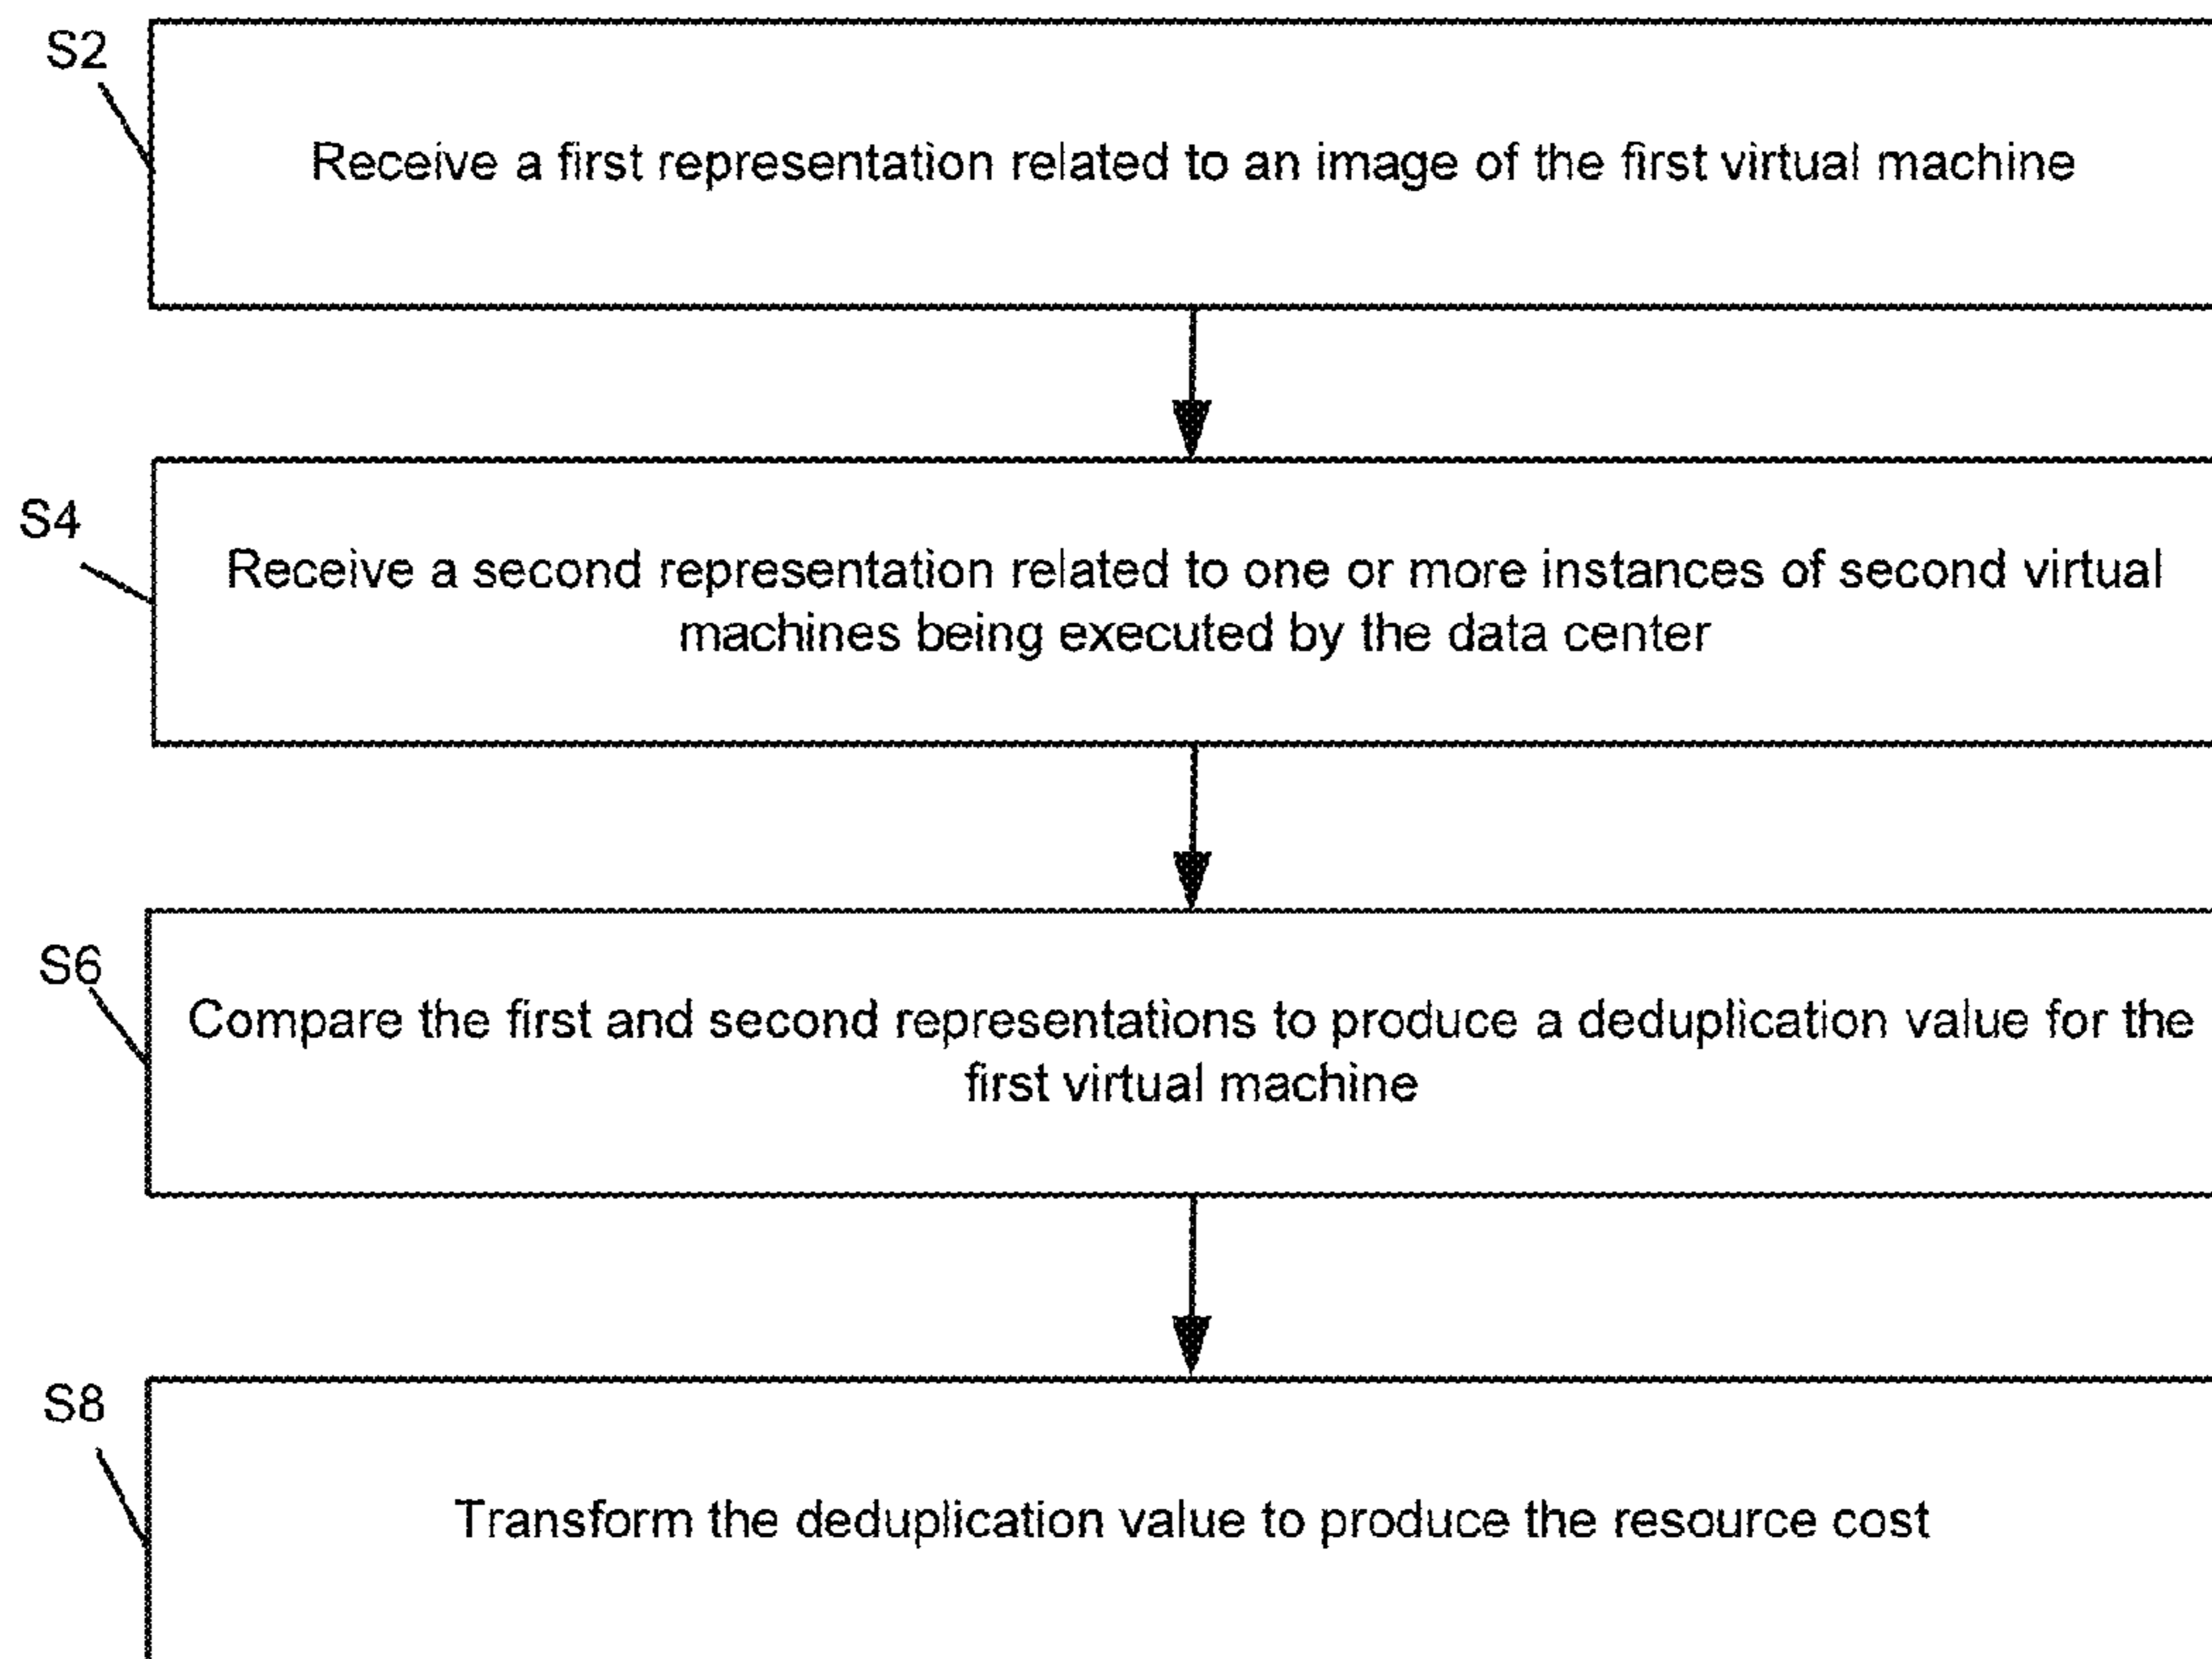 S2
Receive a first representation related to an image of the first virtual machine
S4
Receive a second representation related to one or more instances of second virtual
machines being executed by the data center
S6
Compare the first and second representations to produce a deduplication value for the
first virtual machine
S8
Transform the deduplication value to produce the resource cost